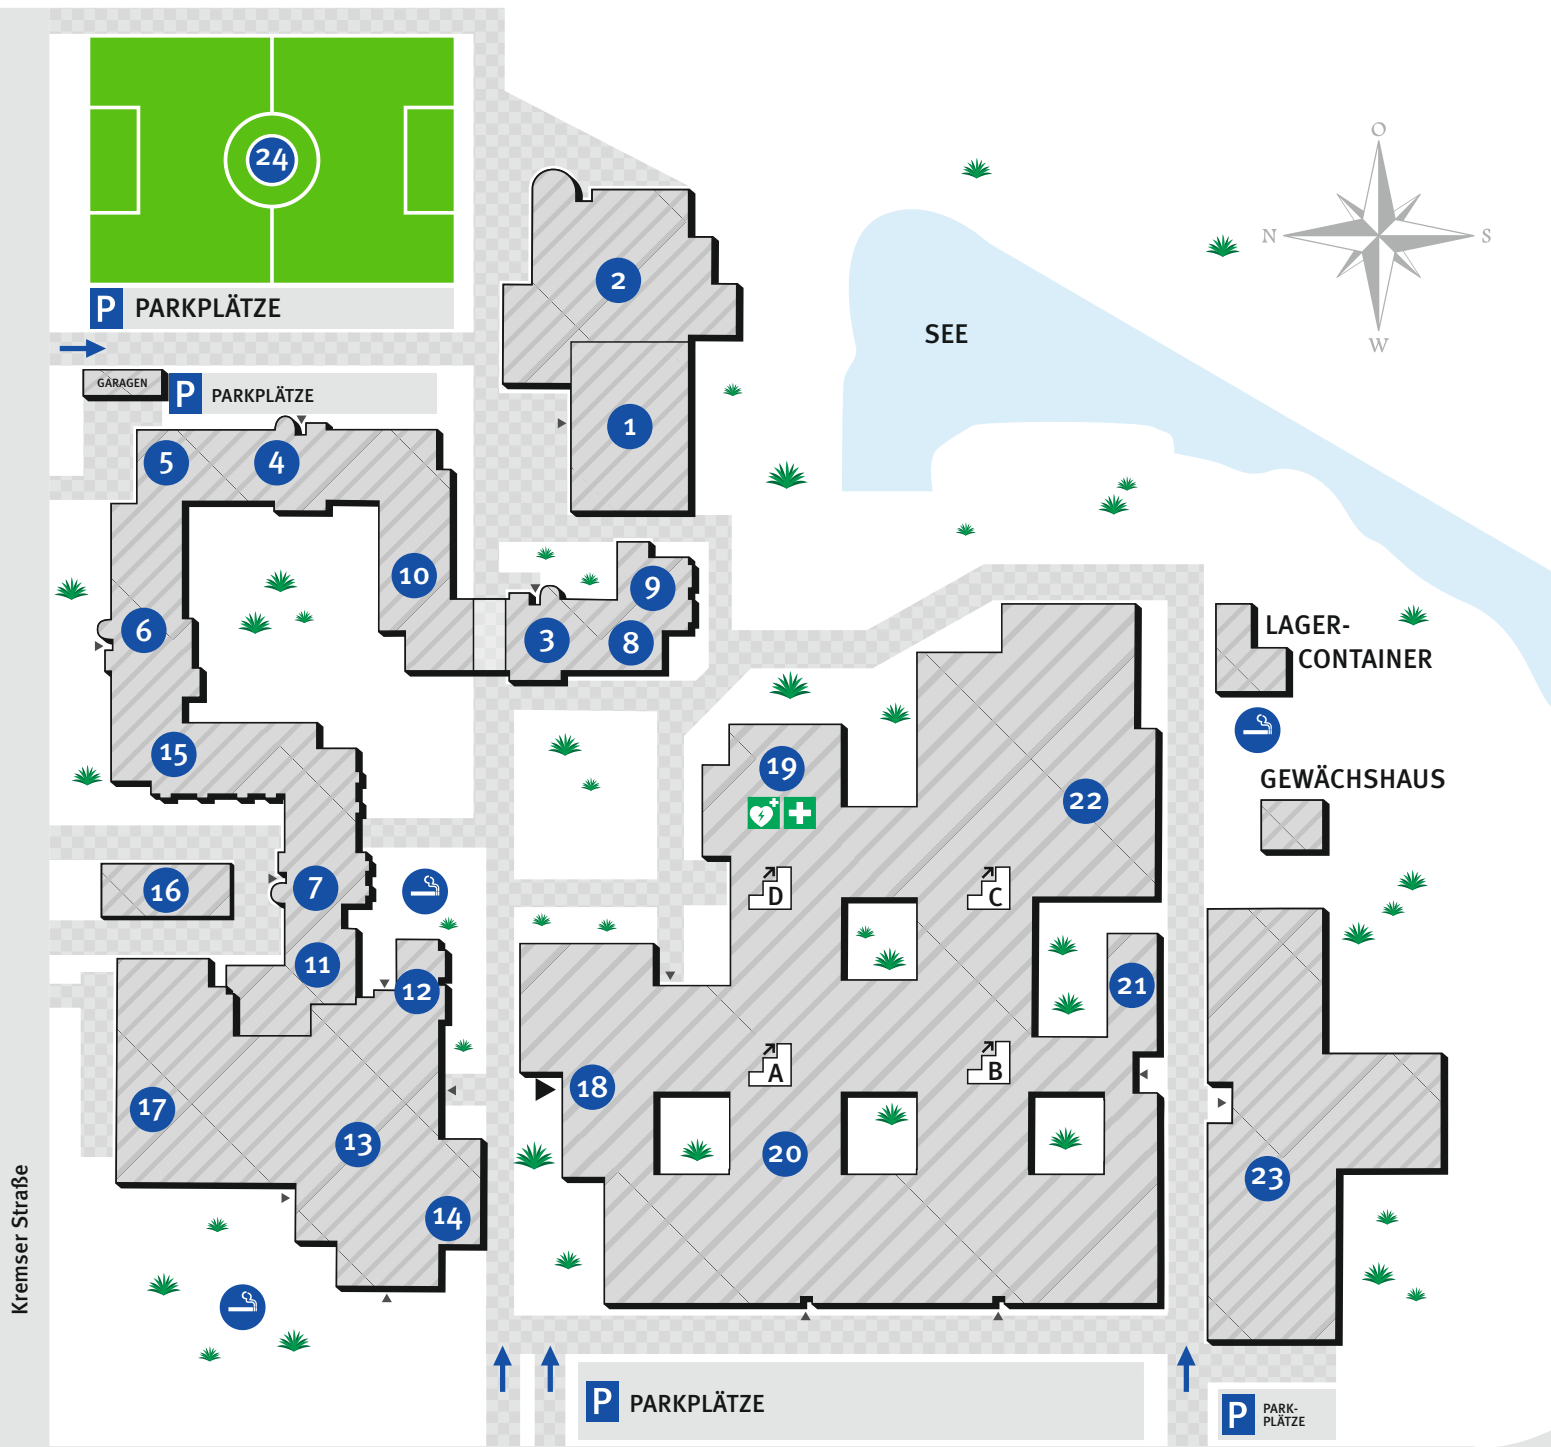 24
P PARKPLÄTZE
GARAGEN
P PARKPLÄTZE
O
N
S
W
2
SEE
1
5
4
10
9
3
8
6
LAGER-
CONTAINER
15
19
GEWÄCHSHAUS
22
16
7
D
C
11
12
21
A
B
18
17
13
20
23
14
Kremser Straße
P PARKPLÄTZE
P PARK-
PLÄTZE